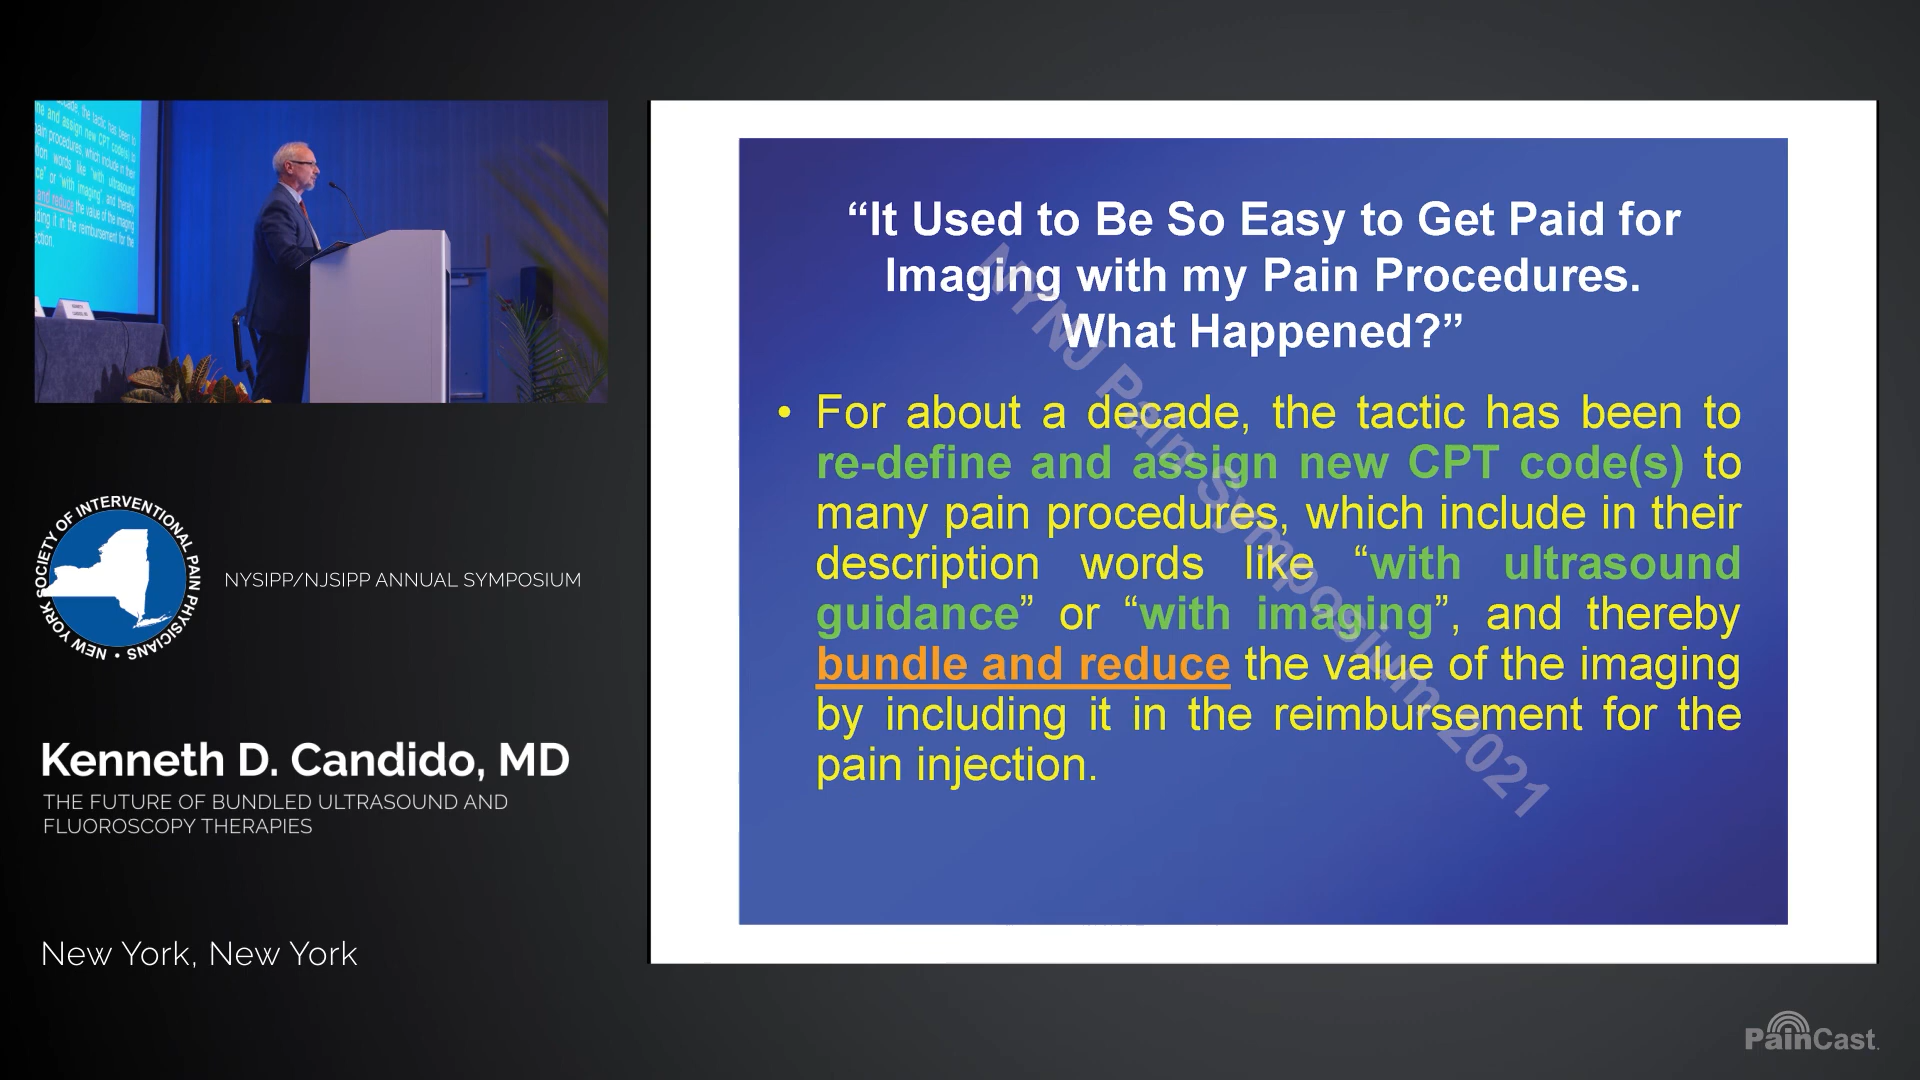 “It Used to Be So Easy to Get Paid for
Imaging with my Pain Procedures.
What Happened?”
• For about a decade, the tactic has been to
re-define and assign new CPT code(s) to
many pain procedures, which include in their
description words like “with ultrasound
guidance” or “with imaging”, and thereby
bundle and reduce the value of the imaging
by including it in the reimbursement for the
pain injection.
NYNJ Pain Symposium 2021
NEW YORK SOCIETY OF INTERVENTIONAL PAIN PHYSICIANS •
NYSIPP/NJSIPP ANNUAL SYMPOSIUM
Kenneth D. Candido, MD
THE FUTURE OF BUNDLED ULTRASOUND AND
FLUOROSCOPY THERAPIES
New York, New York
PainCast.